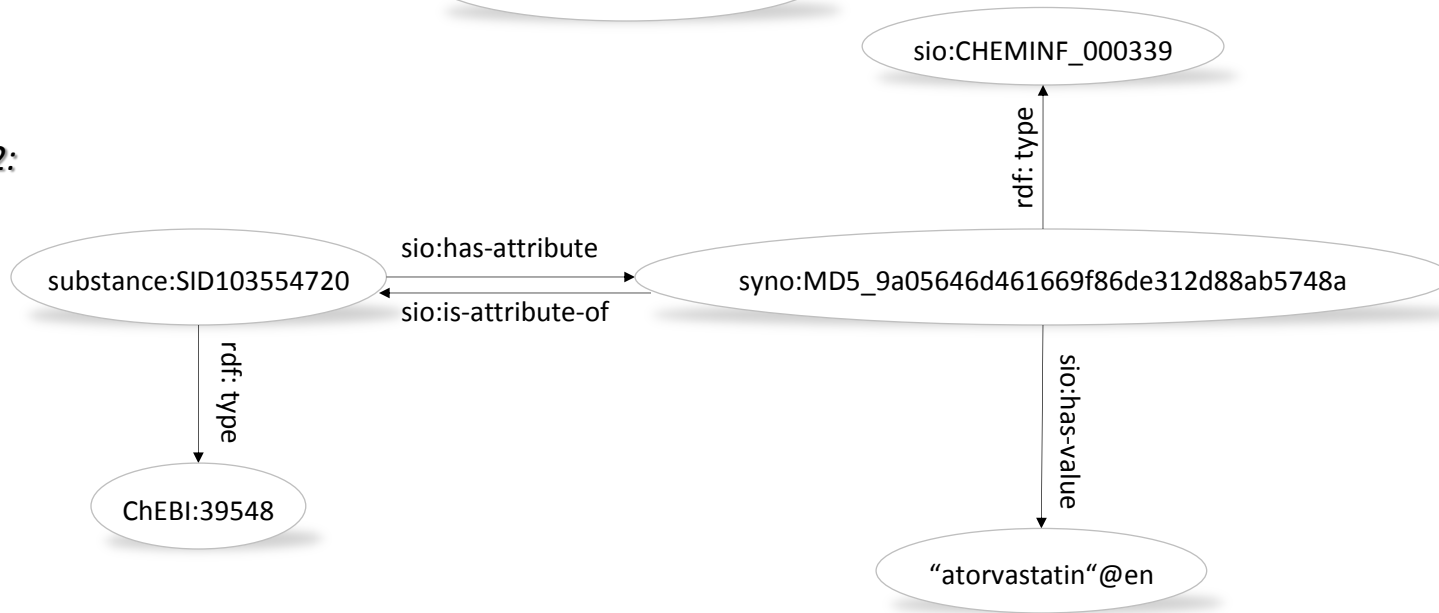 sio:CHEMINF_000339
rdf: type
2:
sio:has-attribute
substance:SID103554720
syno:MD5_9a05646d461669f86de312d88ab5748a
sio:is-attribute-of
rdf: type
sio:has-value
ChEBI:39548
“atorvastatin“@en